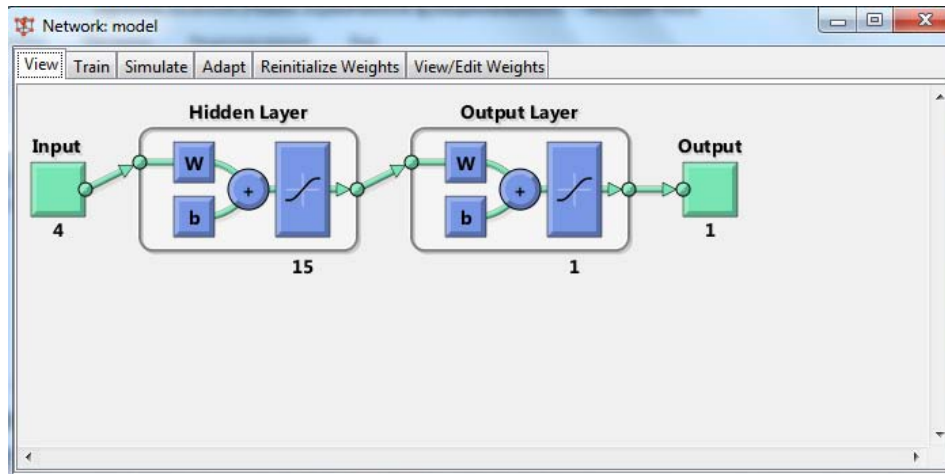 Network: model
View Train Simulate Adapt Reinitialize Weights View/Edit Weights
Hidden Layer Output Layer
Input Output
W W
+ +
b b
4 1
15 1